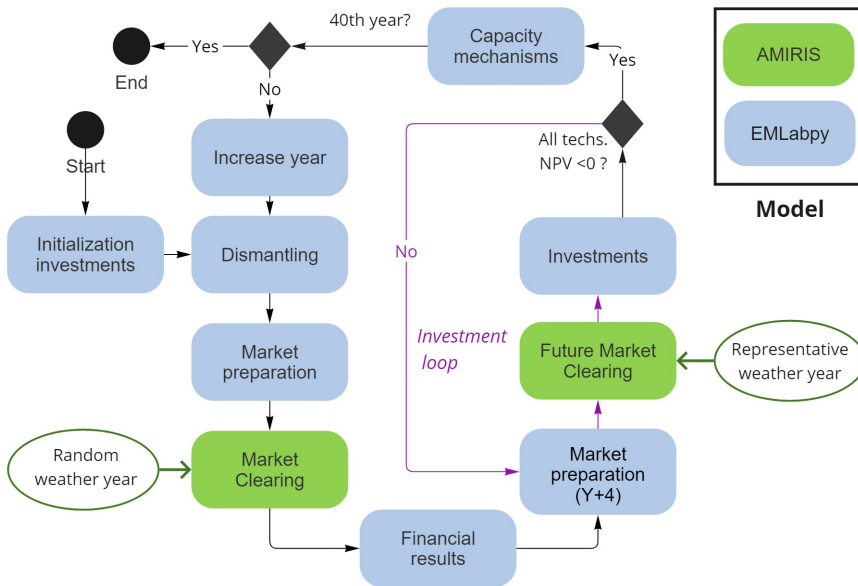 40th year?
Capacity
mechanisms
Yes
End
No
Yes
AMIRIS
EMLabpy
Model
Start
Increase year
All techs.
NPV <0 ?
Initialization
investments
Dismantling
No
Investments
Investment
loop
Market
preparation
Future Market
Clearing
Representative
weather year
Random
weather year
Market
Clearing
Market
preparation
(Y+4)
Financial
results